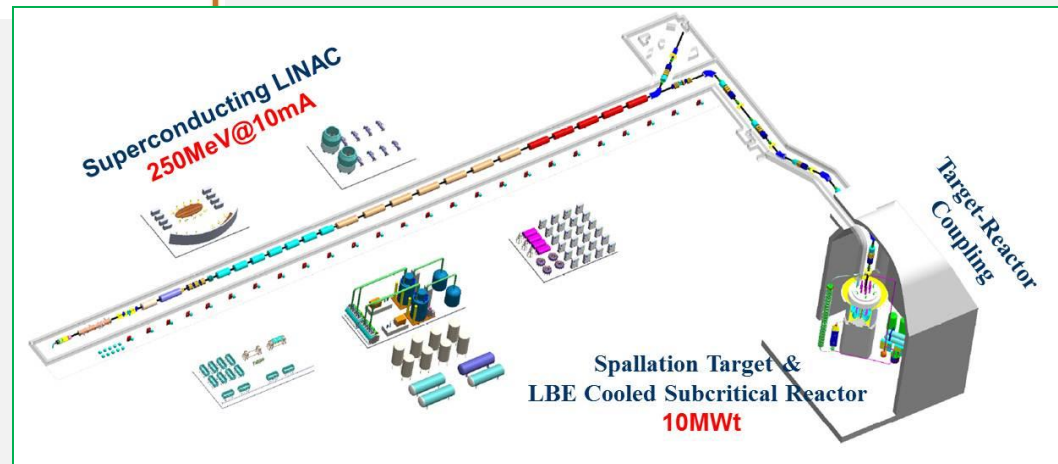 Superconducting LINAC
250MeV@10mA
Target-Reactor
Coupling
Spallation Target &
LBE Cooled Subcritical Reactor
10MWt